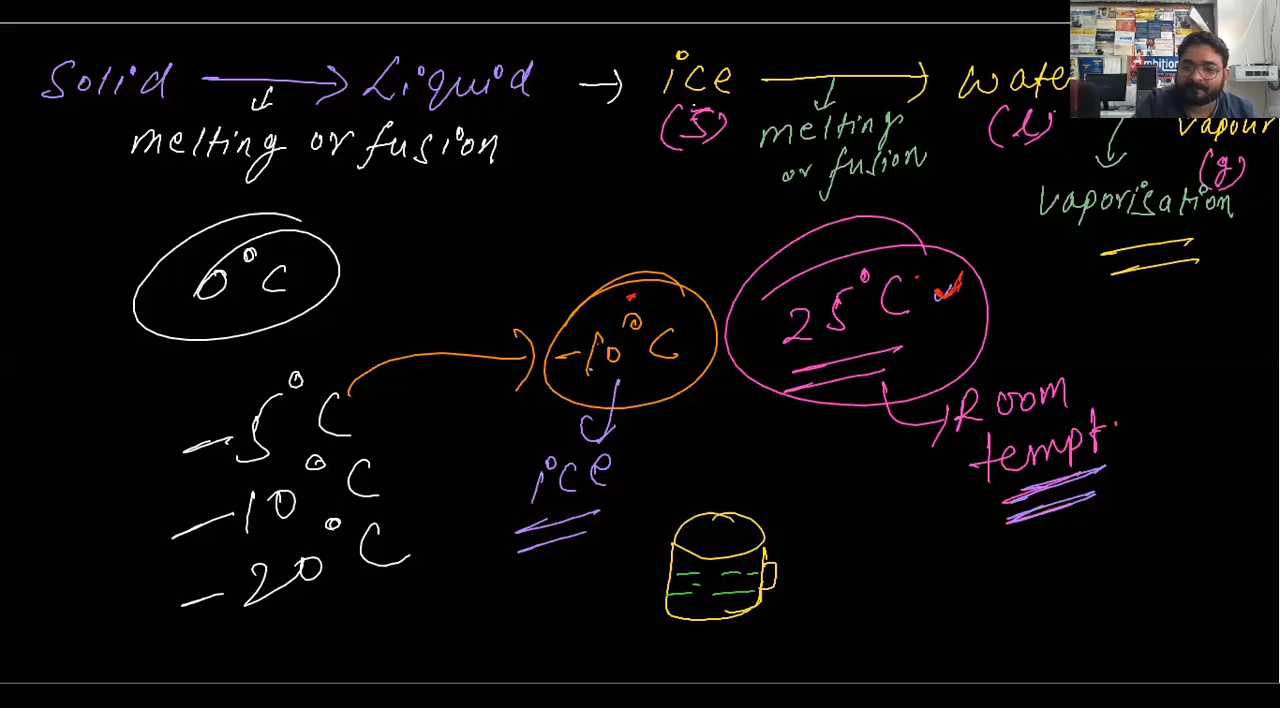 Solid → Liquid → ice → wate
melting or fusion
(s)
melting
or fusion
(l)
vapour
(g)
vaporisation
0°C
-10°C
25°C
-5°C
Room
tempt.
-10°C
ice
-20°C
mbition